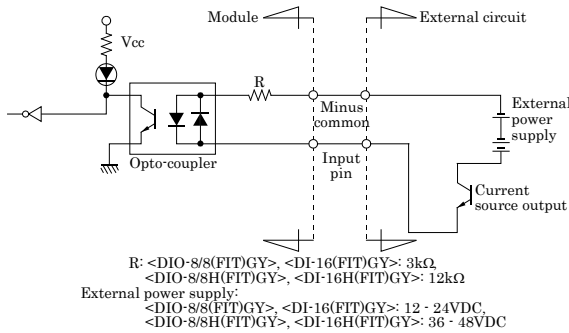 Module
External circuit
Vcc
R
Minus
common
External
power
supply
Opto-coupler
Input
pin
Current
source output
R: <DIO-8/8(FIT)GY>, <DI-16(FIT)GY>: 3kΩ,
<DIO-8/8H(FIT)GY>, <DI-16H(FIT)GY>: 12kΩ
External power supply:
<DIO-8/8(FIT)GY>, <DI-16(FIT)GY>: 12 - 24VDC,
<DIO-8/8H(FIT)GY>, <DI-16H(FIT)GY>: 36 - 48VDC